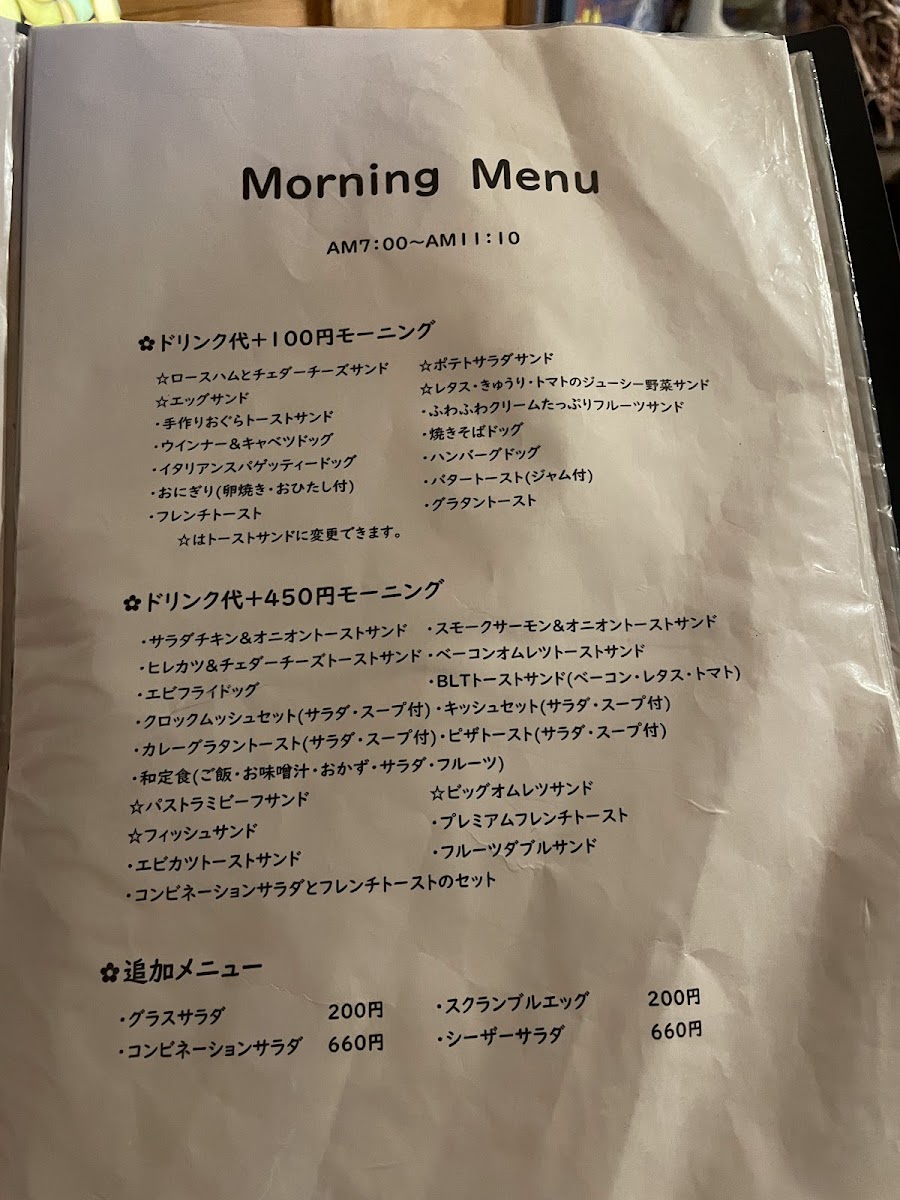 Morning Menu
AM7:00〜AM11:10
✿ドリンク代+100円モーニング
☆ロースハムとチェダーチーズサンド ☆ポテトサラダサンド
☆エッグサンド ☆レタス・きゅうり・トマトのジューシー野菜サンド
・手作りおぐらトーストサンド ・ふわふわクリームたっぷりフルーツサンド
・ウインナー&キャベツドッグ ・焼きそばドッグ
・イタリアンスパゲッティードッグ ・ハンバーグドッグ
・おにぎり(卵焼き・おひたし付) ・バタートースト(ジャム付)
・フレンチトースト ・グラタントースト
☆はトーストサンドに変更できます。
✿ドリンク代+450円モーニング
・サラダチキン&オニオントーストサンド ・スモークサーモン&オニオントーストサンド
・ヒレカツ&チェダーチーズトーストサンド ・ベーコンオムレツトーストサンド
・エビフライドッグ ・BLTトーストサンド(ベーコン・レタス・トマト)
・クロックムッシュセット(サラダ・スープ付) ・キッシュセット(サラダ・スープ付)
・カレーグラタントースト(サラダ・スープ付) ・ピザトースト(サラダ・スープ付)
・和定食(ご飯・お味噌汁・おかず・サラダ・フルーツ)
☆パストラミビーフサンド ☆ビッグオムレツサンド
☆フィッシュサンド ・プレミアムフレンチトースト
・エビカツトーストサンド ・フルーツダブルサンド
・コンビネーションサラダとフレンチトーストのセット
✿追加メニュー
・グラスサラダ 200円 ・スクランブルエッグ 200円
・コンビネーションサラダ 660円 ・シーザーサラダ 660円